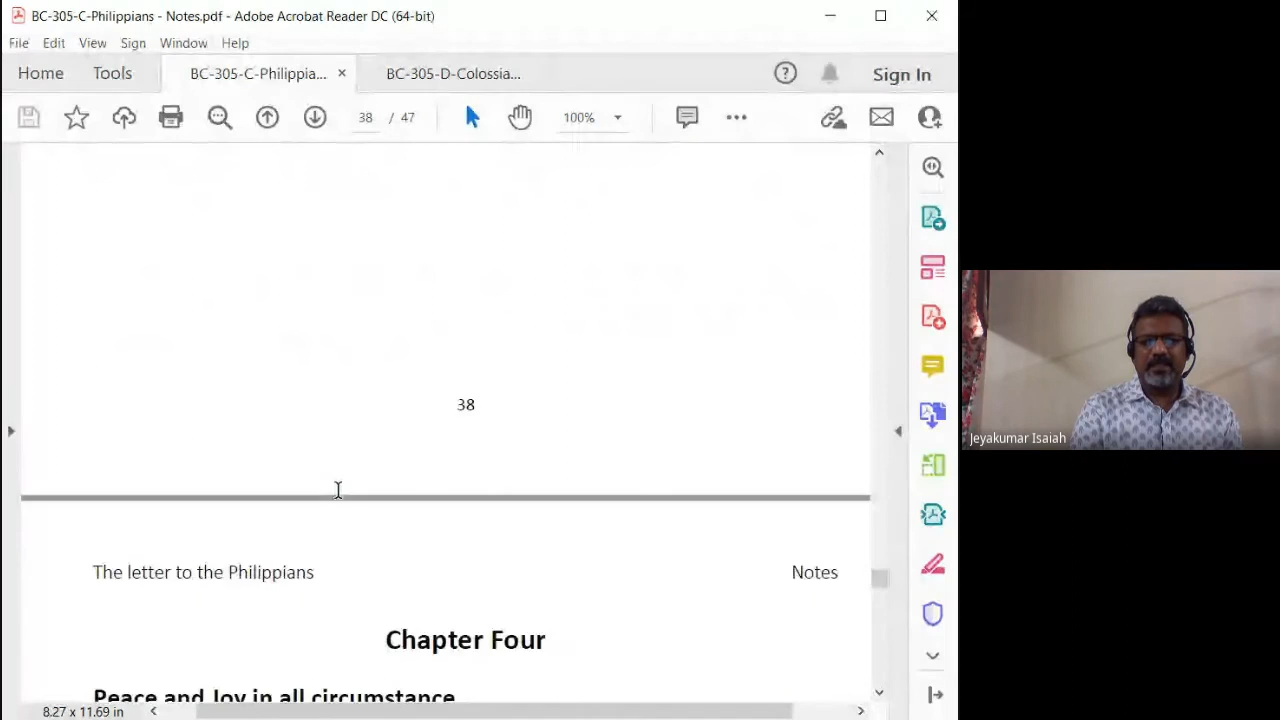 BC-305-C-Philippians - Notes.pdf - Adobe Acrobat Reader DC (64-bit)
File Edit View Sign Window Help
Home Tools BC-305-C-Philippia... × BC-305-D-Colossia... Sign In
38 / 47 100%
38
The letter to the Philippians Notes
Chapter Four
Peace and Joy in all circumstance
8.27 x 11.69 in
Jeyakumar Isaiah